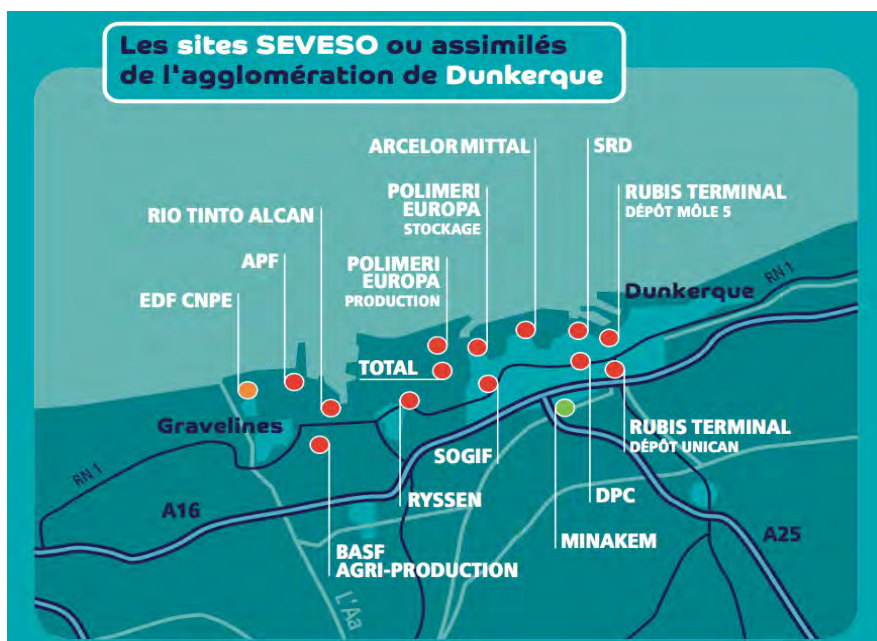 Les sites SEVESO ou assimilés
de l'agglomération de Dunkerque
ARCELOR MITTAL
SRD
POLIMERI
EUROPA
STOCKAGE
RUBIS TERMINAL
DÉPÔT MÔLE 5
RIO TINTO ALCAN
APF
POLIMERI
EUROPA
PRODUCTION
EDF CNPE
Dunkerque
RN 1
TOTAL
Gravelines
RUBIS TERMINAL
DÉPÔT UNICAN
SOGIF
RN 1
RYSSEN
DPC
A16
MINAKEM
A25
BASF
AGRI-PRODUCTION
L'Aa